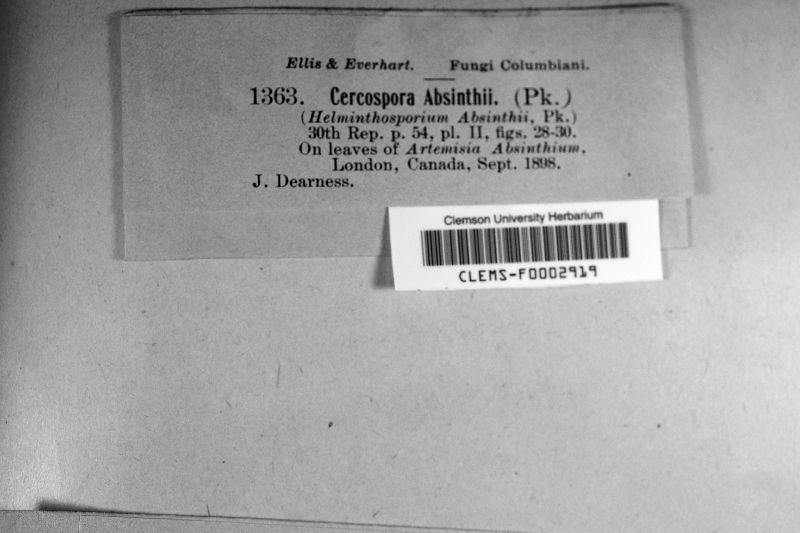 Ellis & Everhart. Fungi Columbiani.
1363. Cercospora Absinthii. (Pk.)
(Helminthosporium Absinthii, Pk.)
30th Rep. p. 54, pl. II, figs. 28-30.
On leaves of Artemisia Absinthium,
London, Canada, Sept. 1898.
J. Dearness.
Clemson University Herbarium
CLEMS-F0002919